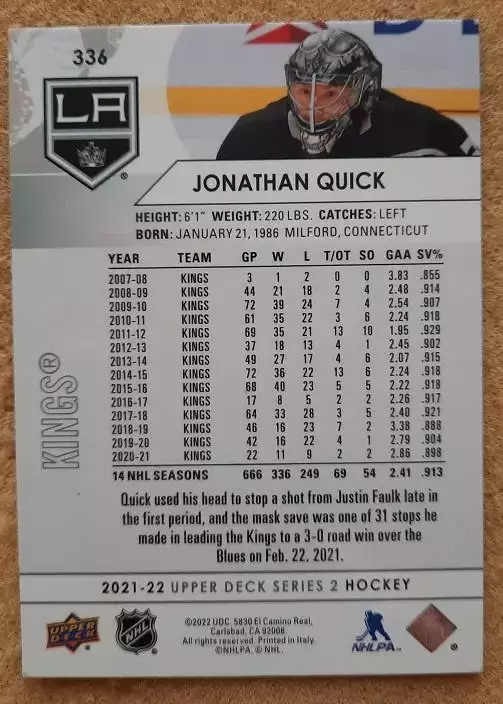 336
LA
JONATHAN QUICK
HEIGHT: 6'1" WEIGHT: 220 LBS. CATCHES: LEFT
BORN: JANUARY 21, 1986 MILFORD, CONNECTICUT
YEAR TEAM GP W L T/OT SO GAA SV%
2007-08 KINGS 3 1 2 0 0 3.83 .855
2008-09 KINGS 44 21 18 2 4 2.48 .914
2009-10 KINGS 72 39 24 7 4 2.54 .907
2010-11 KINGS 61 35 22 3 6 2.24 .918
2011-12 KINGS 69 35 21 13 10 1.95 .929
2012-13 KINGS 37 18 13 4 1 2.45 .902
2013-14 KINGS 49 27 17 4 6 2.07 .915
2014-15 KINGS 72 36 22 13 6 2.24 .918
2015-16 KINGS 68 40 23 5 5 2.22 .918
2016-17 KINGS 17 8 5 2 2 2.26 .917
2017-18 KINGS 64 33 28 3 5 2.40 .921
2018-19 KINGS 46 16 23 7 2 3.38 .888
2019-20 KINGS 42 16 22 4 1 2.79 .904
2020-21 KINGS 22 11 9 2 2 2.86 .898
14 NHL SEASONS 666 336 249 69 54 2.41 .913
KINGS®
Quick used his head to stop a shot from Justin Faulk late in
the first period, and the mask save was one of 31 stops he
made in leading the Kings to a 3-0 road win over the
Blues on Feb. 22, 2021.
2021-22 UPPER DECK SERIES 2 HOCKEY
UPPER
DECK
NHL
©2022 UDC. 5830 El Camino Real,
Carlsbad, CA 92008.
All rights reserved. Printed in Italy.
©NHLPA. © NHL.
NHLPA
®